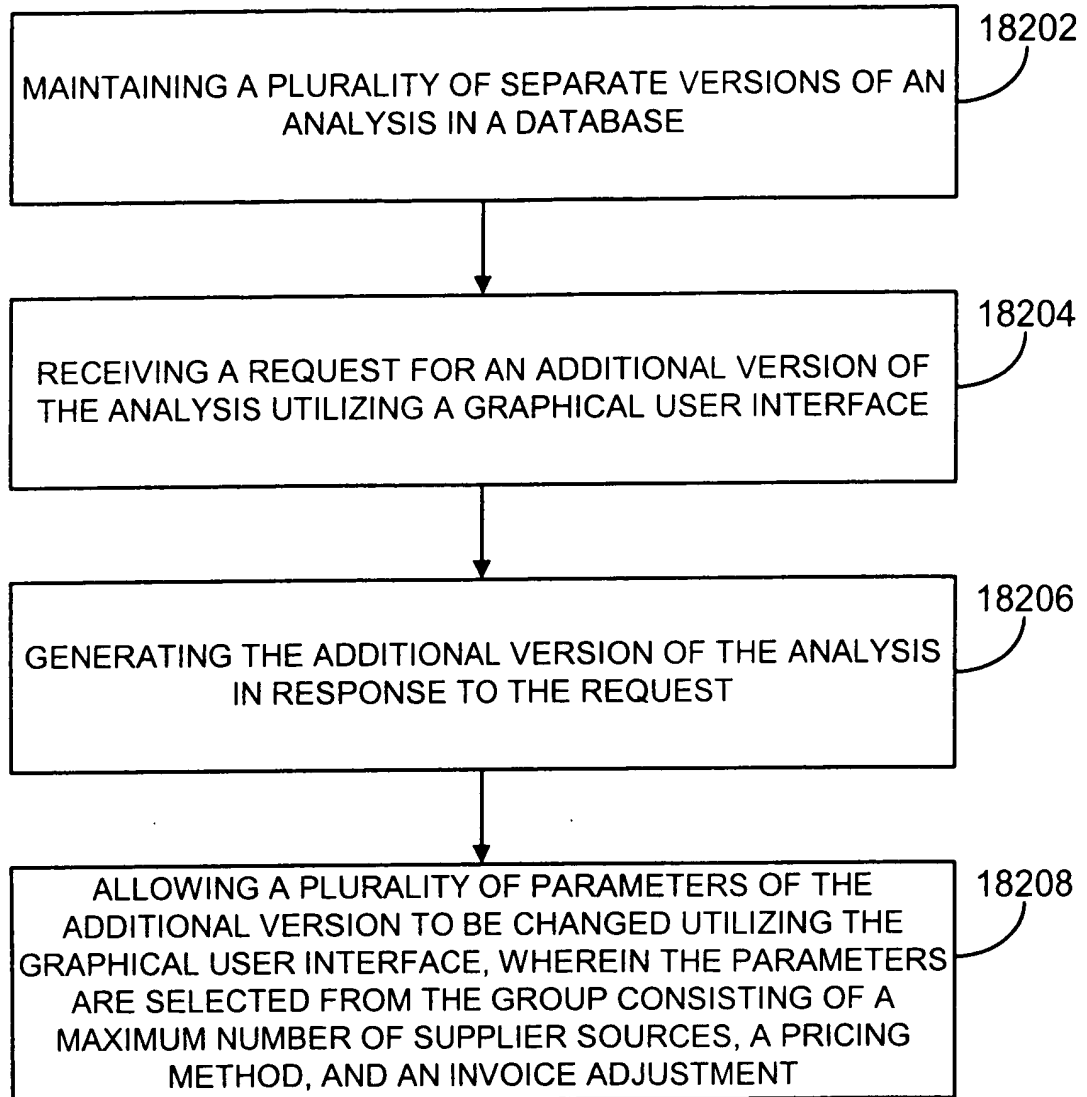 18202
MAINTAINING A PLURALITY OF SEPARATE VERSIONS OF AN
ANALYSIS IN A DATABASE
18204
RECEIVING A REQUEST FOR AN ADDITIONAL VERSION OF
THE ANALYSIS UTILIZING A GRAPHICAL USER INTERFACE
18206
GENERATING THE ADDITIONAL VERSION OF THE ANALYSIS
IN RESPONSE TO THE REQUEST
18208
ALLOWING A PLURALITY OF PARAMETERS OF THE
ADDITIONAL VERSION TO BE CHANGED UTILIZING THE
GRAPHICAL USER INTERFACE, WHEREIN THE PARAMETERS
ARE SELECTED FROM THE GROUP CONSISTING OF A
MAXIMUM NUMBER OF SUPPLIER SOURCES, A PRICING
METHOD, AND AN INVOICE ADJUSTMENT